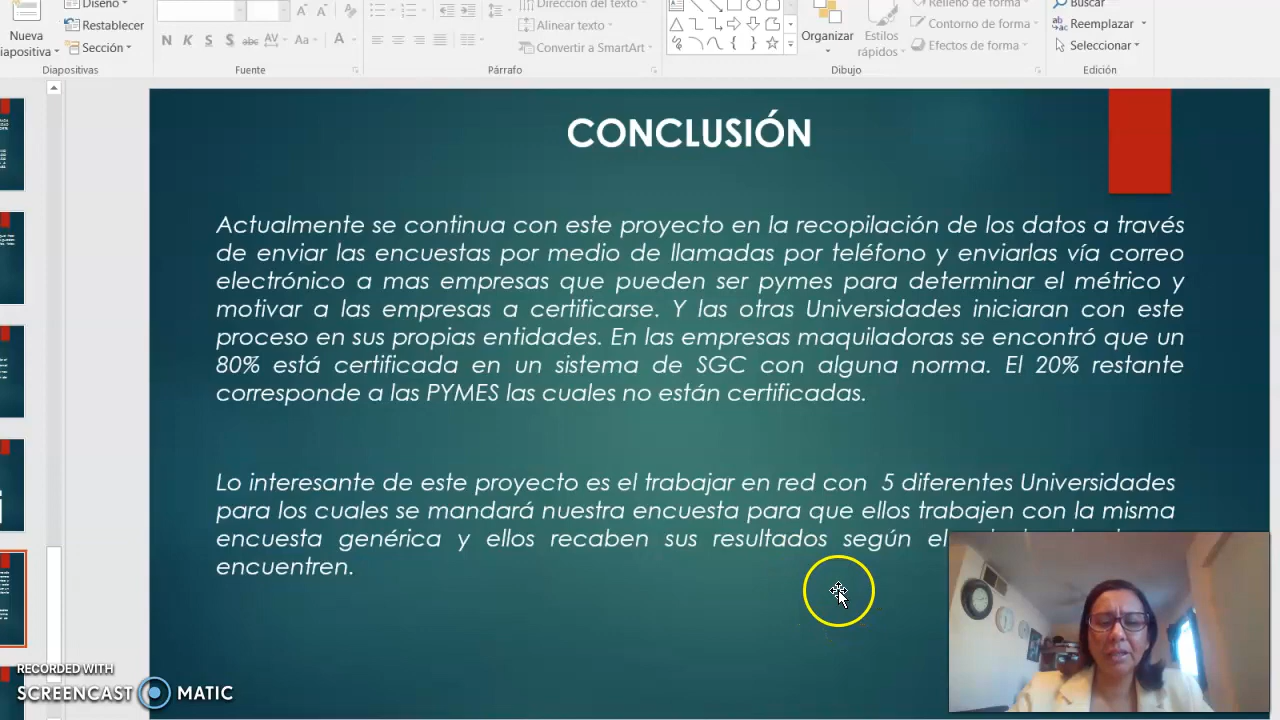 Diseño
Nueva
Restablecer
Sección
Diapositivas
N K S S abc AV Aa A
Fuente
Dirección del texto
Alinear texto
Convertir a SmartArt
Párrafo
Organizar
Estilos
rápidos
Relleno de forma
Contorno de forma
Efectos de forma
Dibujo
Buscar
Reemplazar
Seleccionar
Edición
CONCLUSIÓN
Actualmente se continua con este proyecto en la recopilación de los datos a través
de enviar las encuestas por medio de llamadas por teléfono y enviarlas vía correo
electrónico a mas empresas que pueden ser pymes para determinar el métrico y
motivar a las empresas a certificarse. Y las otras Universidades iniciaran con este
proceso en sus propias entidades. En las empresas maquiladoras se encontró que un
80% está certificada en un sistema de SGC con alguna norma. El 20% restante
corresponde a las PYMES las cuales no están certificadas.
Lo interesante de este proyecto es el trabajar en red con 5 diferentes Universidades
para los cuales se mandará nuestra encuesta para que ellos trabajen con la misma
encuesta genérica y ellos recaben sus resultados según el
encuentren.
RECORDED WITH
SCREENCAST MATIC